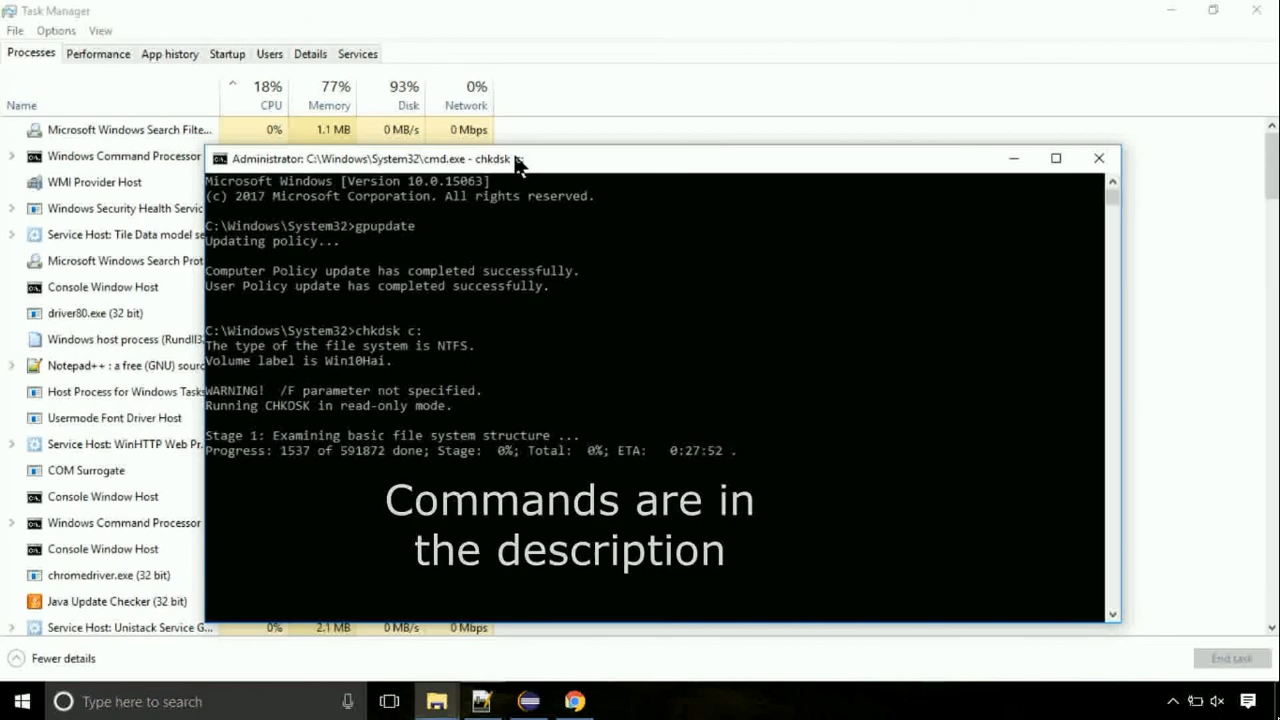 Task Manager
File Options View
Processes Performance App history Startup Users Details Services
18% 77% 93% 0%
Name CPU Memory Disk Network
Microsoft Windows Search Filte... 0% 1.1 MB 0 MB/s 0 Mbps
Windows Command Processor
WMI Provider Host
Windows Security Health Servic
Service Host: Tile Data model se
Microsoft Windows Search Prot
Console Window Host
driver80.exe (32 bit)
Windows host process (Rundll3
Notepad++ : a free (GNU) sourc
Host Process for Windows Task
Usermode Font Driver Host
Service Host: WinHTTP Web Pr
COM Surrogate
Console Window Host
Windows Command Processor
Console Window Host
chromedriver.exe (32 bit)
Java Update Checker (32 bit)
Service Host: Unistack Service G... 0% 2.1 MB 0 MB/s 0 Mbps
Administrator: C:\Windows\System32\cmd.exe - chkdsk
Microsoft Windows [Version 10.0.15063]
(c) 2017 Microsoft Corporation. All rights reserved.
C:\Windows\System32>gpupdate
Updating policy...
Computer Policy update has completed successfully.
User Policy update has completed successfully.
C:\Windows\System32>chkdsk c:
The type of the file system is NTFS.
Volume label is Win10Hai.
WARNING! /F parameter not specified.
Running CHKDSK in read-only mode.
Stage 1: Examining basic file system structure ...
Progress: 1537 of 591872 done; Stage: 0%; Total: 0%; ETA: 0:27:52 .
Commands are in
the description
Fewer details
End task
Type here to search